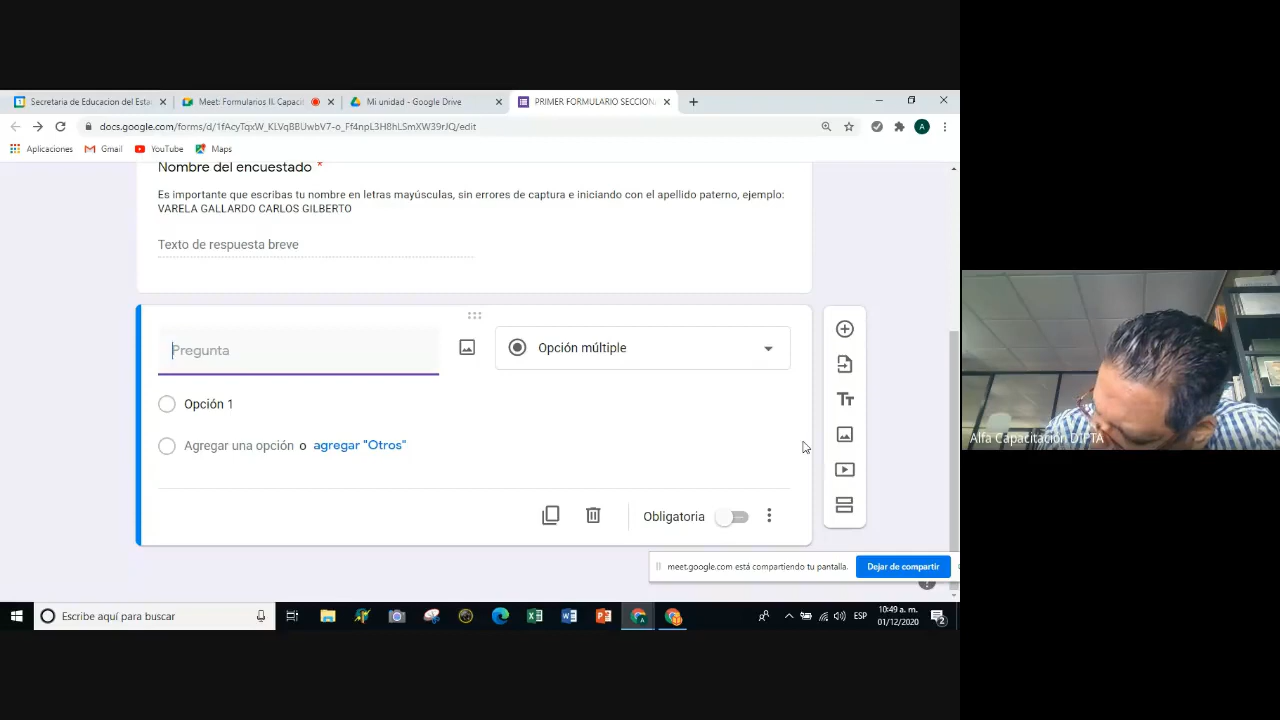 Secretaria de Educacion del Esta
Meet: Formularios II. Capaci
Mi unidad - Google Drive
PRIMER FORMULARIO SECCION
docs.google.com/forms/d/1fAcyTqxW_KLVqBBUwbV7-o_Ff4npL3H8hLSmXW39rJQ/edit
A
Aplicaciones
Gmail
YouTube
Maps
Nombre del encuestado *
Es importante que escribas tu nombre en letras mayúsculas, sin errores de captura e iniciando con el apellido paterno, ejemplo:
VARELA GALLARDO CARLOS GILBERTO
Texto de respuesta breve
Pregunta
Opción múltiple
Opción 1
Agregar una opción o agregar "Otros"
Obligatoria
Tt
Alfa Capacitación DIPTA
meet.google.com está compartiendo tu pantalla.
Dejar de compartir
Escribe aquí para buscar
ESP
10:49 a. m.
01/12/2020
2